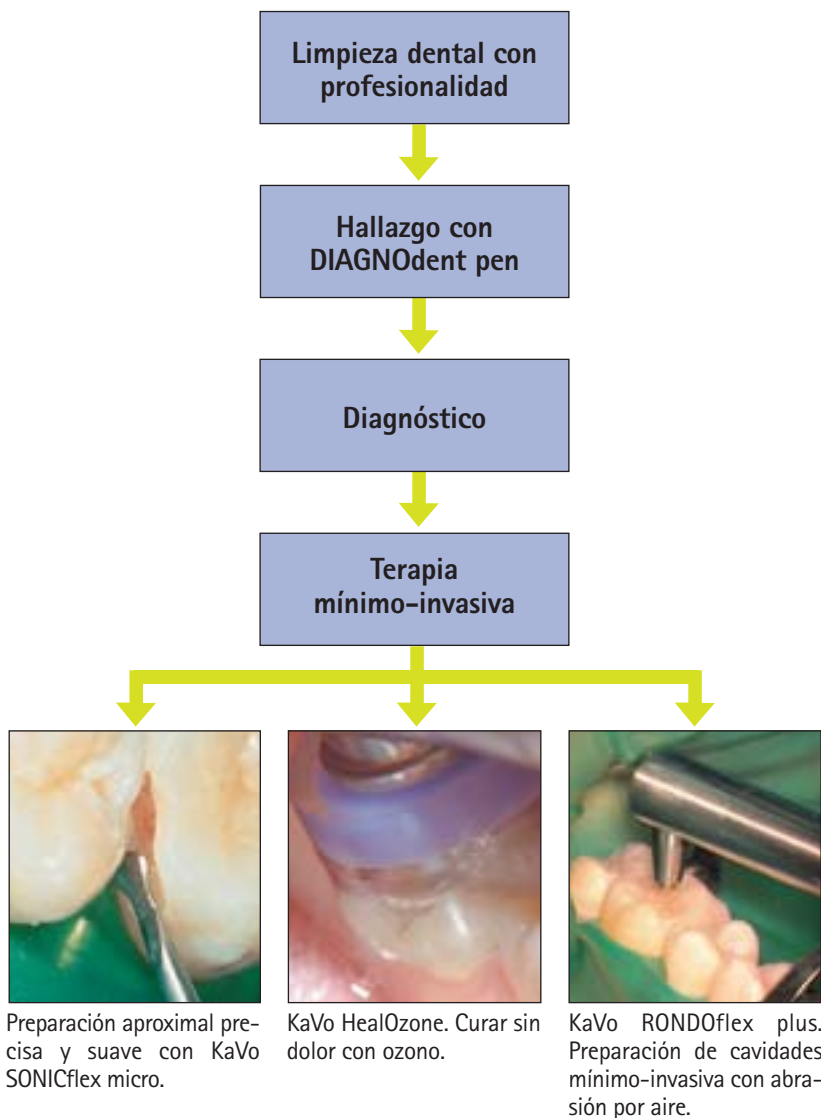 Limpieza dental con
profesionalidad
Hallazgo con
DIAGNOdent pen
Diagnóstico
Terapia
mínimo-invasiva
Preparación aproximal pre-
cisa y suave con KaVo
SONICflex micro.
KaVo HealOzone. Curar sin
dolor con ozono.
KaVo RONDOflex plus.
Preparación de cavidades
mínimo-invasiva con abra-
sión por aire.